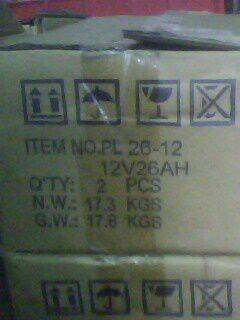 ITEM NO.PL 26-12
12V26AH
Q'TY: 2 PCS
N.W.: 17.3 KGS
G.W.: 17.8 KGS